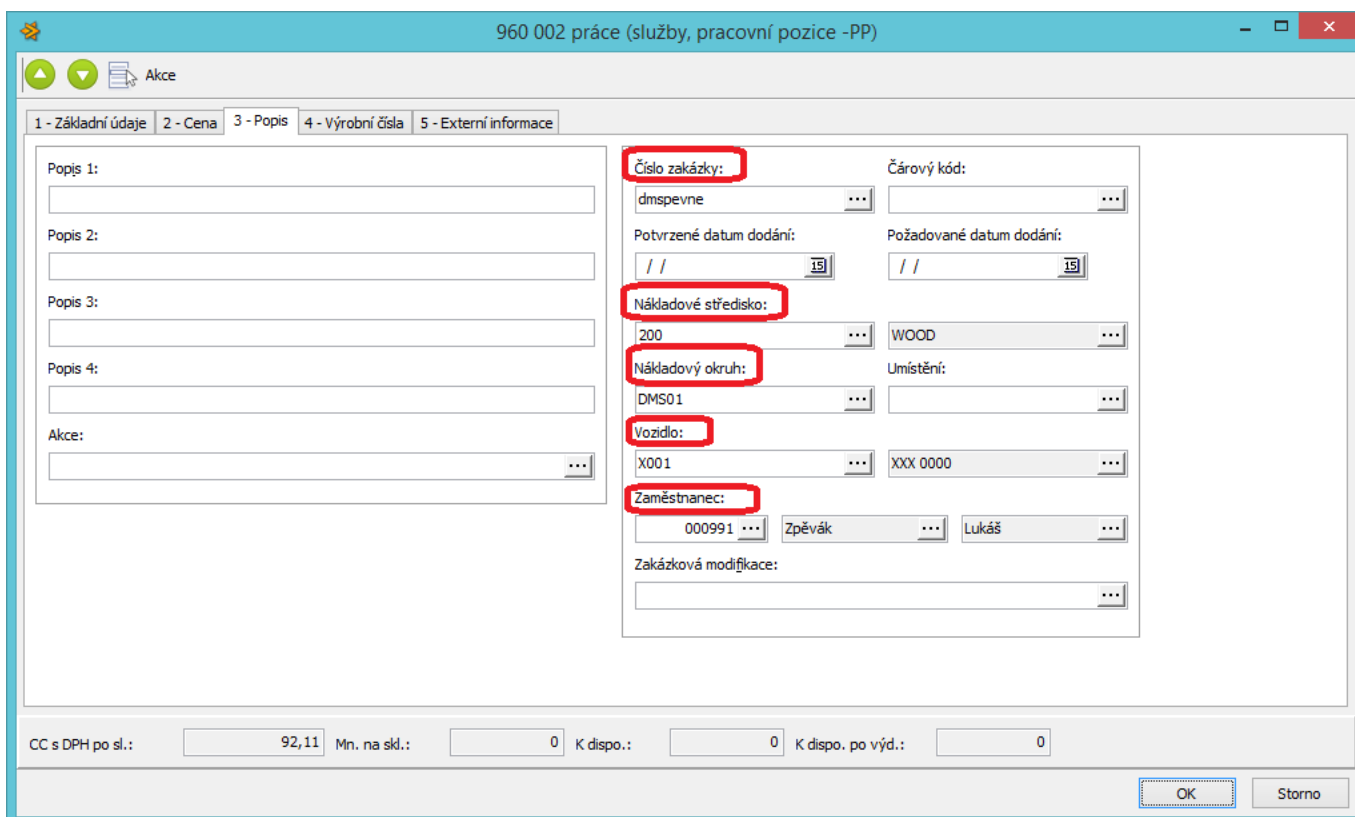 960 002 práce (služby, pracovní pozice -PP)
Akce
1 - Základní údaje 2 - Cena 3 - Popis 4 - Výrobní čísla 5 - Externí informace
Popis 1:
Popis 2:
Popis 3:
Popis 4:
Akce:
Číslo zakázky: Čárový kód:
dmspevne
Potvrzené datum dodání: Požadované datum dodání:
/ / 15 / / 15
Nákladové středisko:
200 WOOD
Nákladový okruh: Umístění:
DMS01
Vozidlo:
X001 XXX 0000
Zaměstnanec:
000991 Zpěvák Lukáš
Zakázková modifikace:
CC s DPH po sl.: 92,11 Mn. na skl.: 0 K dispo.: 0 K dispo. po výd.: 0
OK Storno